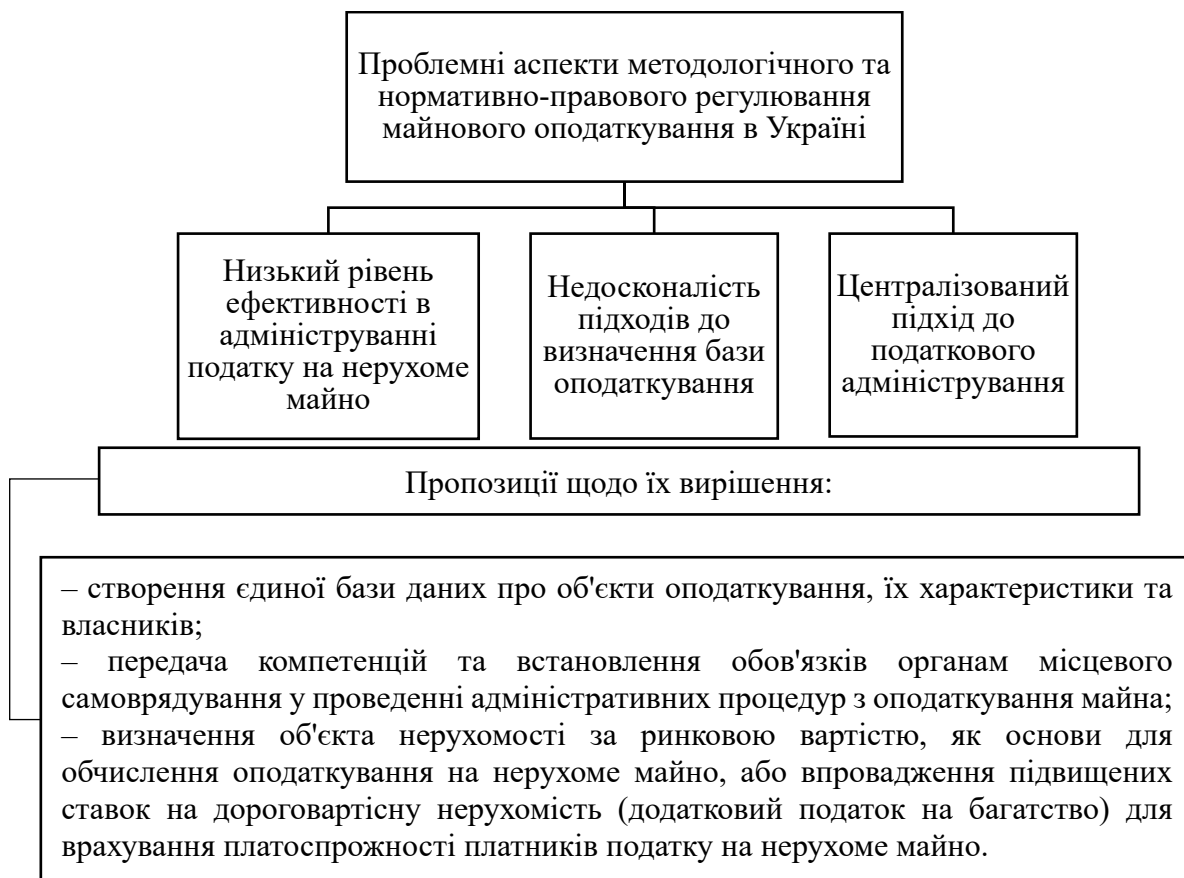 Проблемні аспекти методологічного та
нормативно-правового регулювання
майнового оподаткування в Україні
Низький рівень
ефективності в
адмініструванні
податку на нерухоме
майно
Недосконалість
підходів до
визначення бази
оподаткування
Централізований
підхід до
податкового
адміністрування
Пропозиції щодо їх вирішення:
– створення єдиної бази даних про об'єкти оподаткування, їх характеристики та
власників;
– передача компетенцій та встановлення обов'язків органам місцевого
самоврядування у проведенні адміністративних процедур з оподаткування майна;
– визначення об'єкта нерухомості за ринковою вартістю, як основи для
обчислення оподаткування на нерухоме майно, або впровадження підвищених
ставок на дороговартісну нерухомість (додатковий податок на багатство) для
врахування платоспрожності платників податку на нерухоме майно.